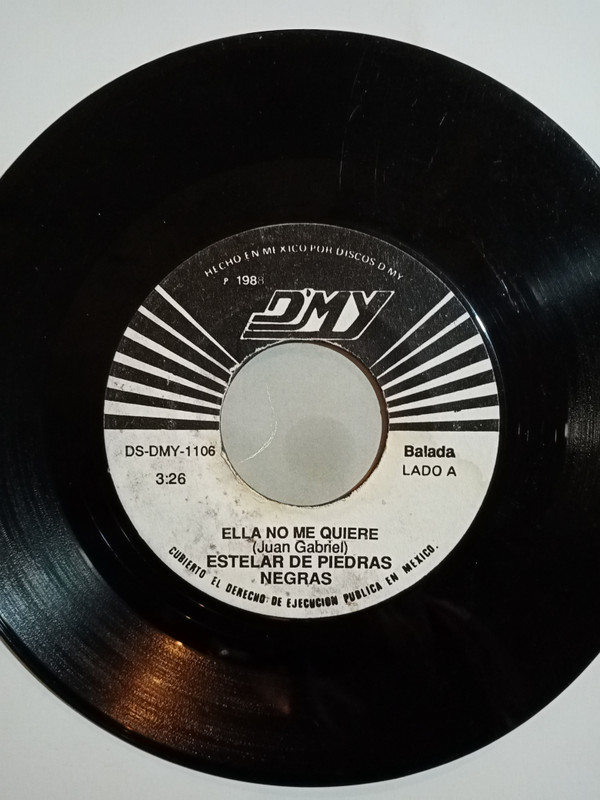 HECHO EN MEXICO POR DISCOS D'MY
℗ 1988
D'MY
DS-DMY-1106
Balada
3:26
LADO A
ELLA NO ME QUIERE
(Juan Gabriel)
ESTELAR DE PIEDRAS
NEGRAS
CUBIERTO EL DERECHO DE EJECUCION PUBLICA EN MEXICO.